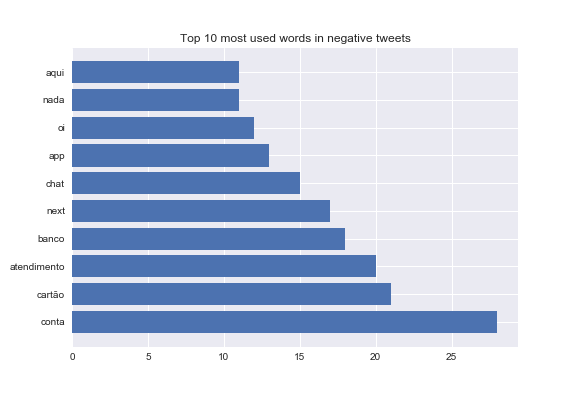 Top 10 most used words in negative tweets
aqui
nada
oi
app
chat
next
banco
atendimento
cartão
conta
0 5 10 15 20 25